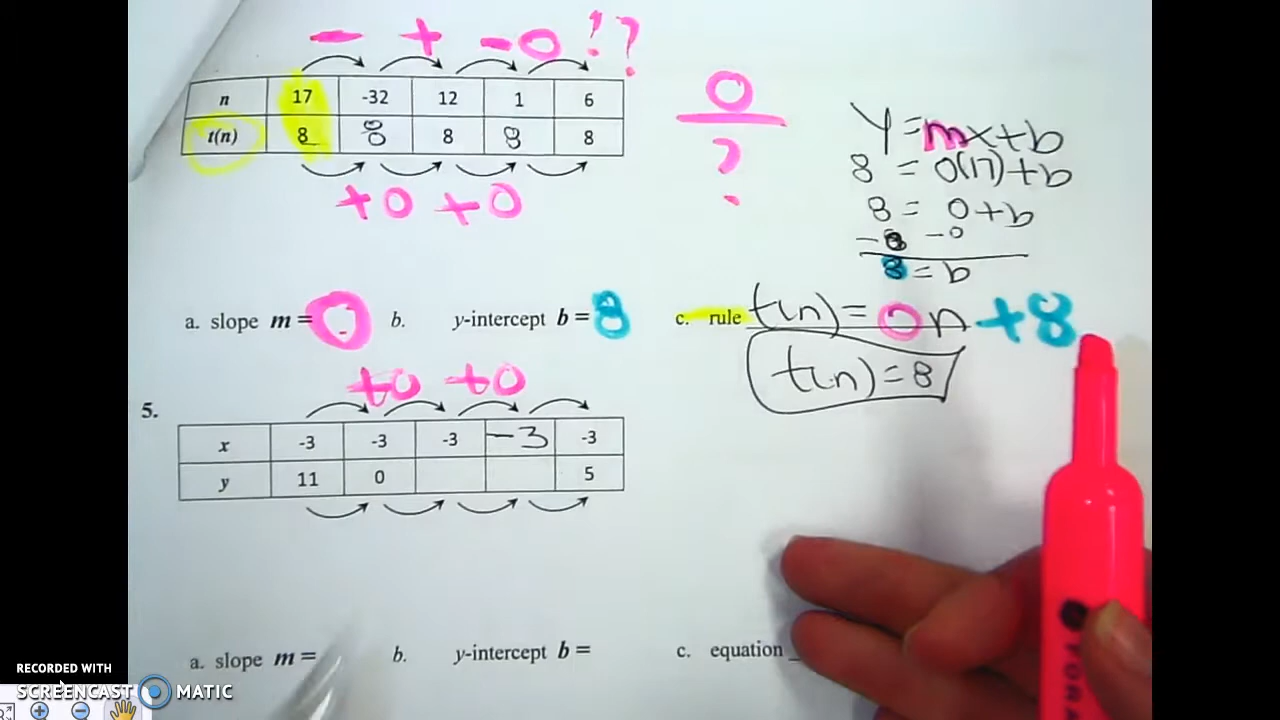 − + −0 !?
n 17 -32 12 1 6
t(n) 8 8 8 8 8
+0 +0
0
?
Y = mx+b
8 = 0(17)+b
8 = 0+b
−8 −0
8 = b
a. slope m = 0 b. y-intercept b = 8 c. rule t(n) = 0n +8
t(n) = 8
+0 +0
5.
x -3 -3 -3 −3 -3
y 11 0 5
a. slope m = b. y-intercept b = c. equation
RECORDED WITH
SCREENCAST MATIC